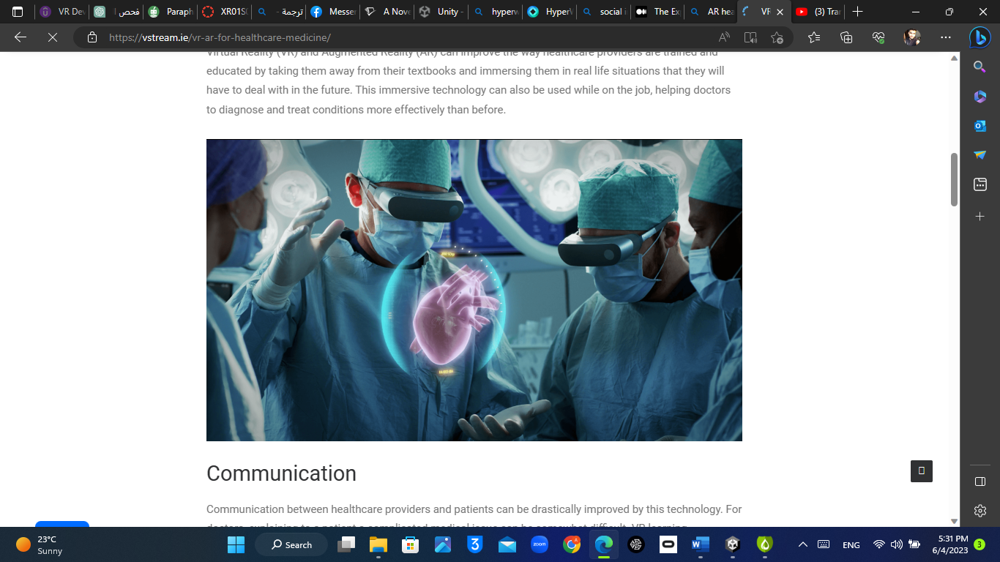 VR Dev
فحص ا
Paraph
XR01S
ترجمة -
Messer
A Nove
Unity -
hyperw
HyperW
social i
The Ex
AR hea
VR
(3) Trar
https://vstream.ie/vr-ar-for-healthcare-medicine/
Virtual Reality (VR) and Augmented Reality (AR) can improve the way healthcare providers are trained and
educated by taking them away from their textbooks and immersing them in real life situations that they will
have to deal with in the future. This immersive technology can also be used while on the job, helping doctors
to diagnose and treat conditions more effectively than before.
Communication
Communication between healthcare providers and patients can be drastically improved by this technology. For
doctors, explaining to a patient a complicated medical issue can be somewhat difficult. VR learning
23°C
Sunny
Search
zoom
ENG
5:31 PM
6/4/2023
3